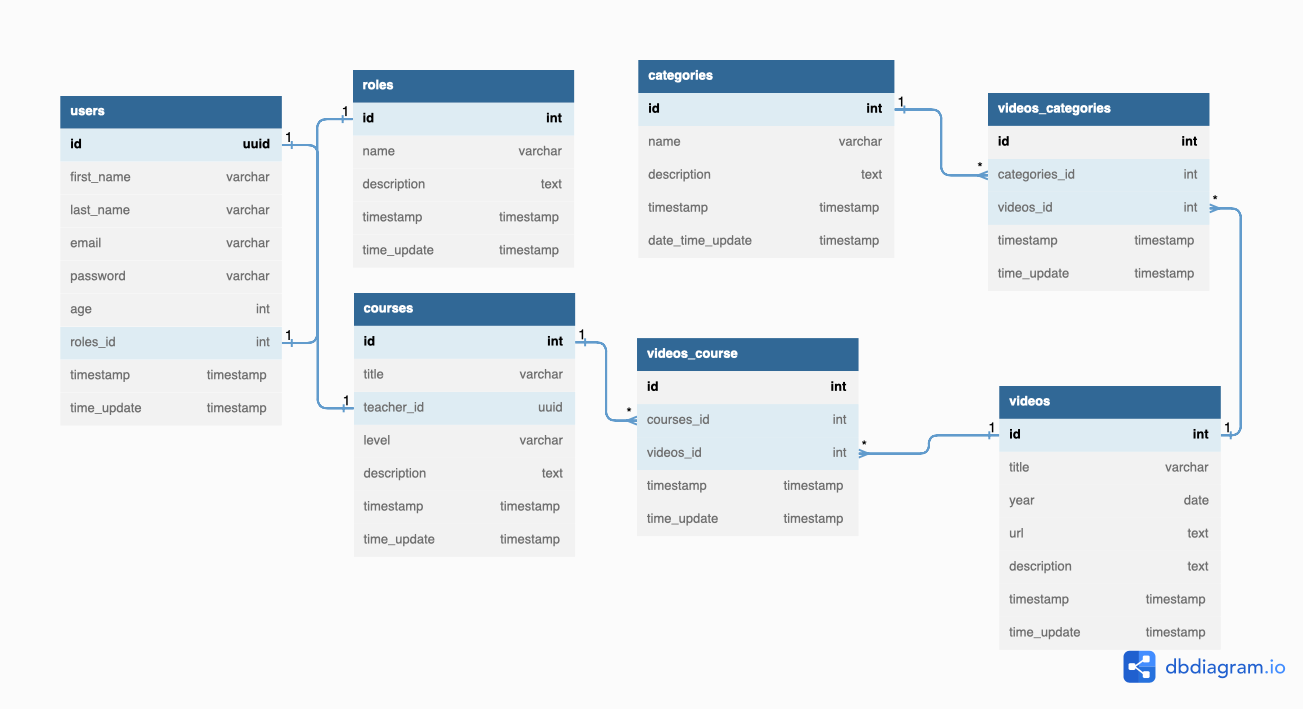 users
id uuid
first_name varchar
last_name varchar
email varchar
password varchar
age int
roles_id int
timestamp timestamp
time_update timestamp
1
1
roles
id int
name varchar
description text
timestamp timestamp
time_update timestamp
1
courses
id int
title varchar
teacher_id uuid
level varchar
description text
timestamp timestamp
time_update timestamp
1
1
categories
id int
name varchar
description text
timestamp timestamp
date_time_update timestamp
1
*
videos_categories
id int
categories_id int
videos_id int
timestamp timestamp
time_update timestamp
*
videos_course
id int
courses_id int
videos_id int
timestamp timestamp
time_update timestamp
*
*
videos
id int
title varchar
year date
url text
description text
timestamp timestamp
time_update timestamp
1
1
dbdiagram.io